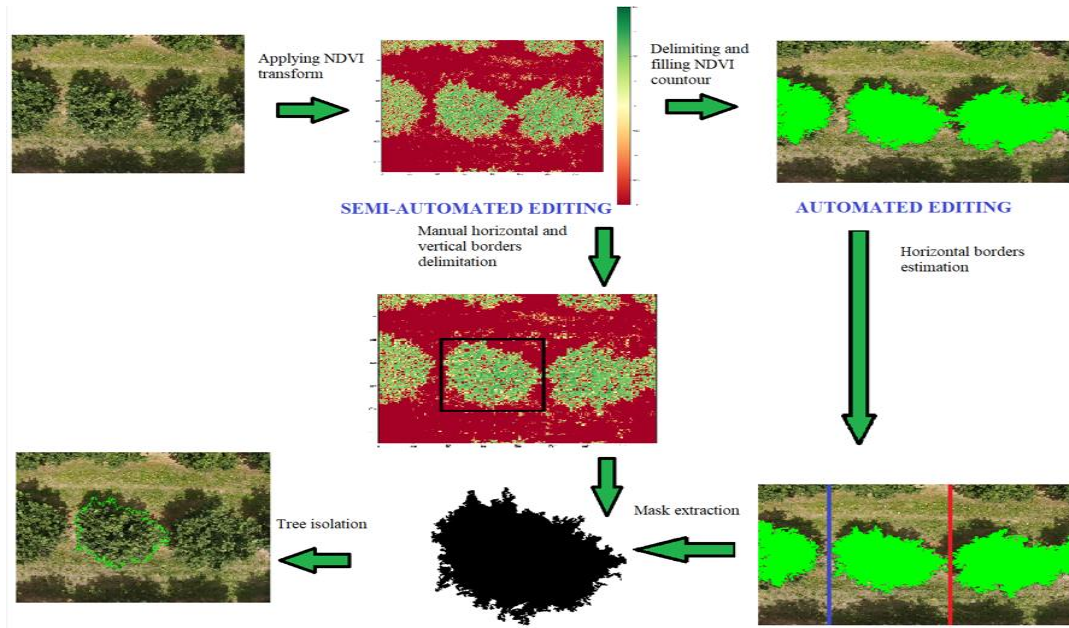 Applying NDVI
transform
Delimiting and
filling NDVI
countour
SEMI-AUTOMATED EDITING
AUTOMATED EDITING
Manual horizontal and
vertical borders
delimitation
Horizontal borders
estimation
Mask extraction
Tree isolation